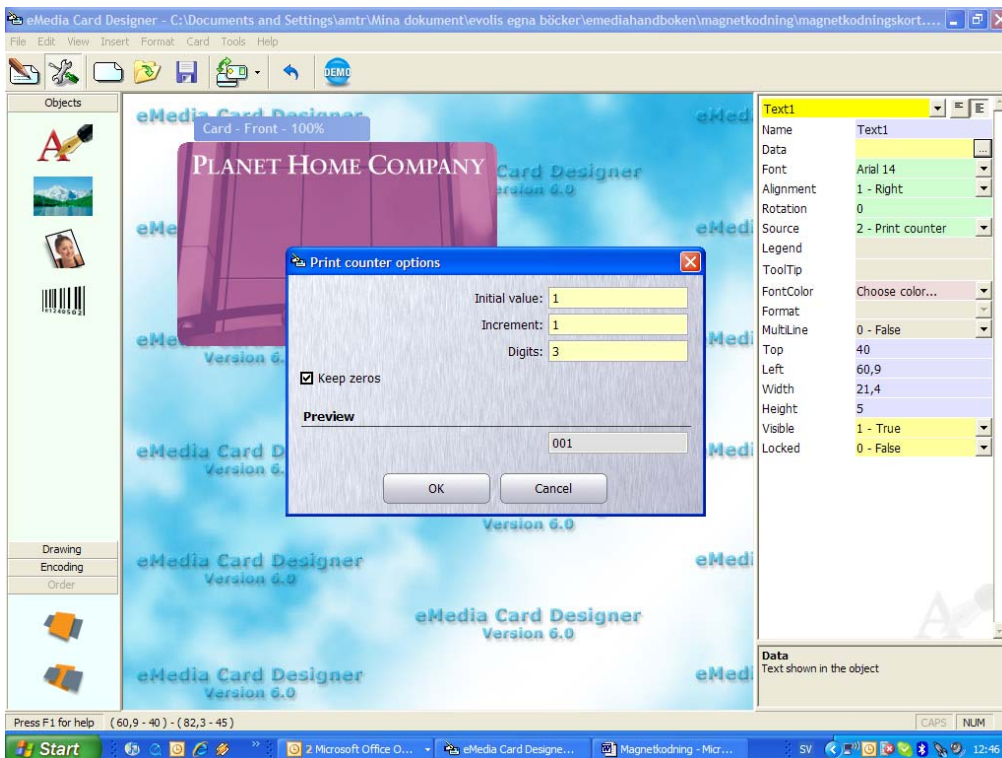 eMedia Card Designer - C:\Documents and Settings\amtr\Mina dokument\evolis egna böcker\emediahandboken\magnetkodning\magnetkodningskort....
File Edit View Insert Format Card Tools Help
DEMO
Objects
Drawing
Encoding
Order
Card - Front - 100%
PLANET HOME COMPANY
Card Designer
eMedia Card Designer
Version 6.0
eMedia Card Designer
Version 6.0
eMedia Card Designer
Version 6.0
Version 6.0
Print counter options
Initial value: 1
Increment: 1
Digits: 3
Keep zeros
Preview
001
OK Cancel
Text1
Name Text1
Data ...
Font Arial 14
Alignment 1 - Right
Rotation 0
Source 2 - Print counter
Legend
ToolTip
FontColor Choose color...
Format
MultiLine 0 - False
Top 40
Left 60,9
Width 21,4
Height 5
Visible 1 - True
Locked 0 - False
Data
Text shown in the object
Press F1 for help (60,9 - 40) - (82,3 - 45) CAPS NUM
Start 2 Microsoft Office O... eMedia Card Designe... Magnetkodning - Micr... SV 12:46